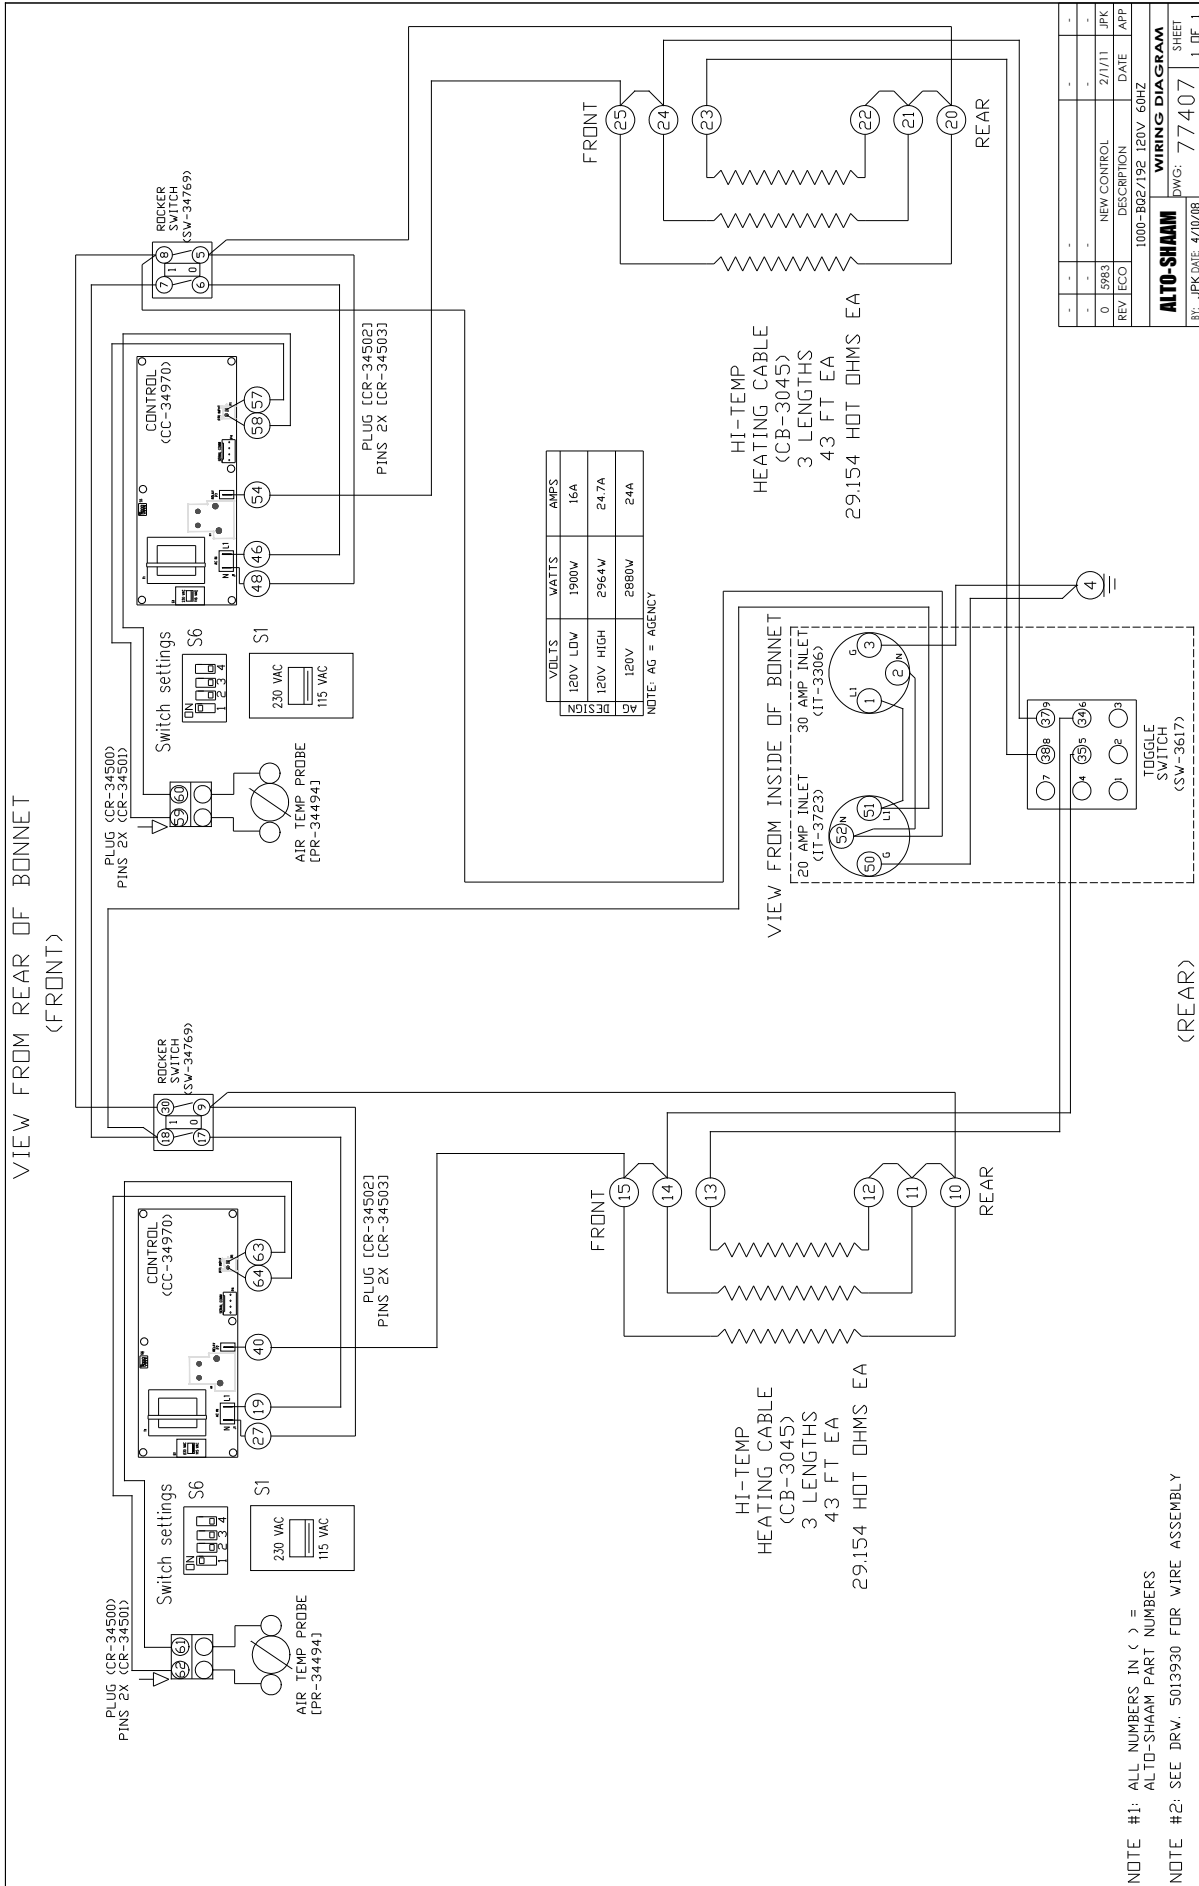 VIEW FROM REAR OF BONNET
(FRONT)
PLUG (CR-34500)
PINS 2X (CR-34501)
62
61
AIR TEMP PROBE
[PR-34494]
Switch settings
S6
ON
1 2 3 4
S1
230 VAC
115 VAC
CONTROL
(CC-34970)
N
L1
27
19
40
64
63
PLUG [CR-34502]
PINS 2X [CR-34503]
ROCKER
SWITCH
(SW-34769)
18
30
1
0
17
9
PLUG (CR-34500)
PINS 2X (CR-34501)
59
60
AIR TEMP PROBE
[PR-34494]
Switch settings
S6
ON
1 2 3 4
S1
230 VAC
115 VAC
CONTROL
(CC-34970)
N
L1
48
46
54
58
57
PLUG [CR-34502]
PINS 2X [CR-34503]
ROCKER
SWITCH
(SW-34769)
7
8
1
0
6
5
VOLTS WATTS AMPS
DESIGN
120V LOW 1900W 16A
120V HIGH 2964W 24.7A
AG
120V 2880W 24A
NOTE: AG = AGENCY
HI-TEMP
HEATING CABLE
(CB-3045)
3 LENGTHS
43 FT EA
29.154 HOT OHMS EA
FRONT
15
14
13
12
11
10
REAR
HI-TEMP
HEATING CABLE
(CB-3045)
3 LENGTHS
43 FT EA
29.154 HOT OHMS EA
FRONT
25
24
23
22
21
20
REAR
VIEW FROM INSIDE OF BONNET
20 AMP INLET
(IT-3723)
50
G
52
N
51
L1
30 AMP INLET
(IT-3306)
1
L1
2
N
3
G
4
7
38 8
37 9
4
35 5
34 6
1
2
3
TOGGLE
SWITCH
(SW-3617)
(REAR)
NOTE #1: ALL NUMBERS IN ( ) =
ALTO-SHAAM PART NUMBERS
NOTE #2: SEE DRW. 5013930 FOR WIRE ASSEMBLY
- - - - -
- - - - -
0 5983 NEW CONTROL 2/1/11 JPK
REV ECO DESCRIPTION DATE APP
1000-BQ2/192 120V 60HZ
ALTO-SHAAM
WIRING DIAGRAM
BY: JPK DATE: 4/10/08
DWG: 77407
SHEET
1 OF 1